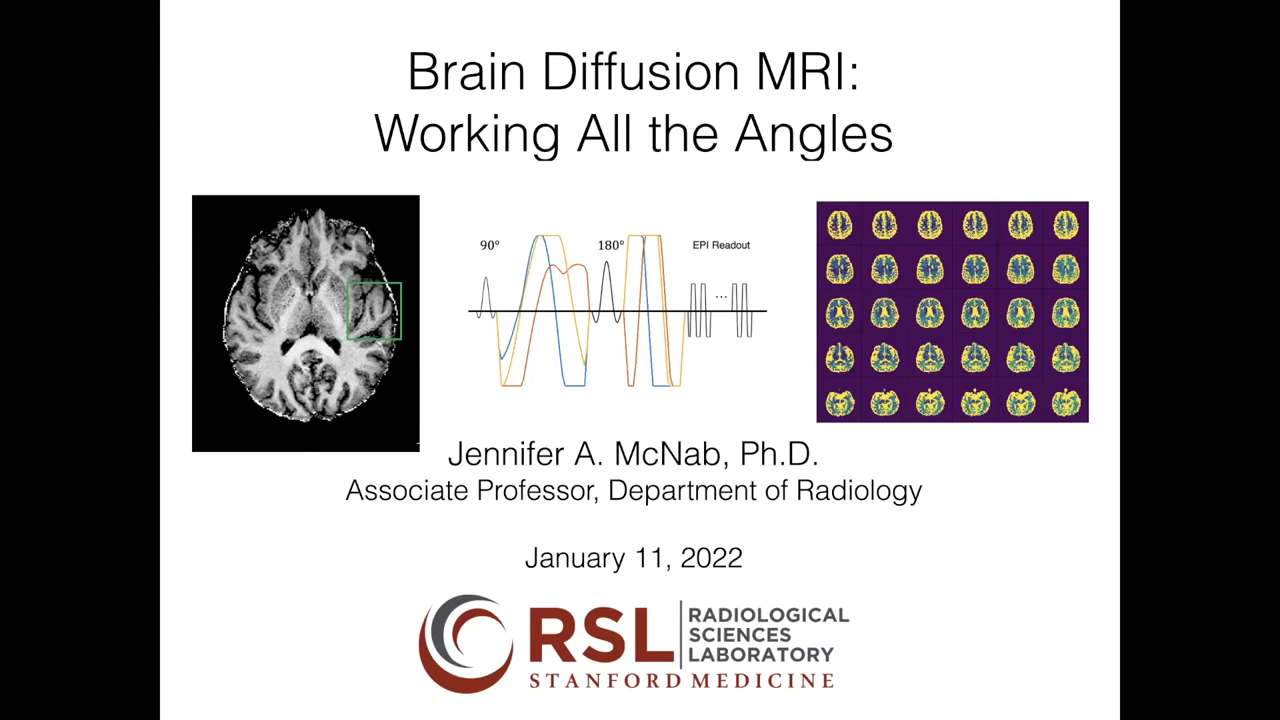 Brain Diffusion MRI:
Working All the Angles
90°
180°
EPI Readout
...
Jennifer A. McNab, Ph.D.
Associate Professor, Department of Radiology
January 11, 2022
RSL
RADIOLOGICAL
SCIENCES
LABORATORY
STANFORD MEDICINE